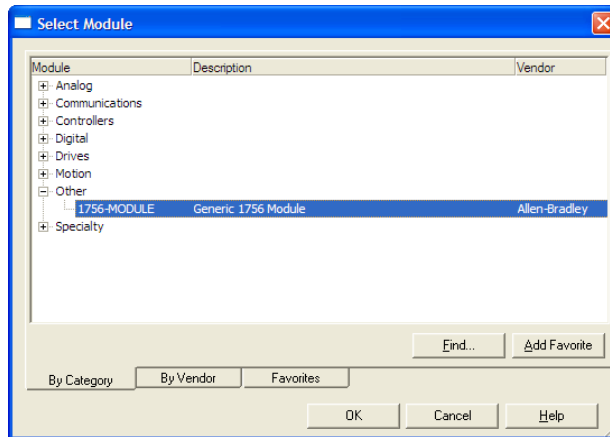 Select Module
Module Description Vendor
Analog
Communications
Controllers
Digital
Drives
Motion
Other
1756-MODULE Generic 1756 Module Allen-Bradley
Specialty
Find... Add Favorite
By Category By Vendor Favorites
OK Cancel Help